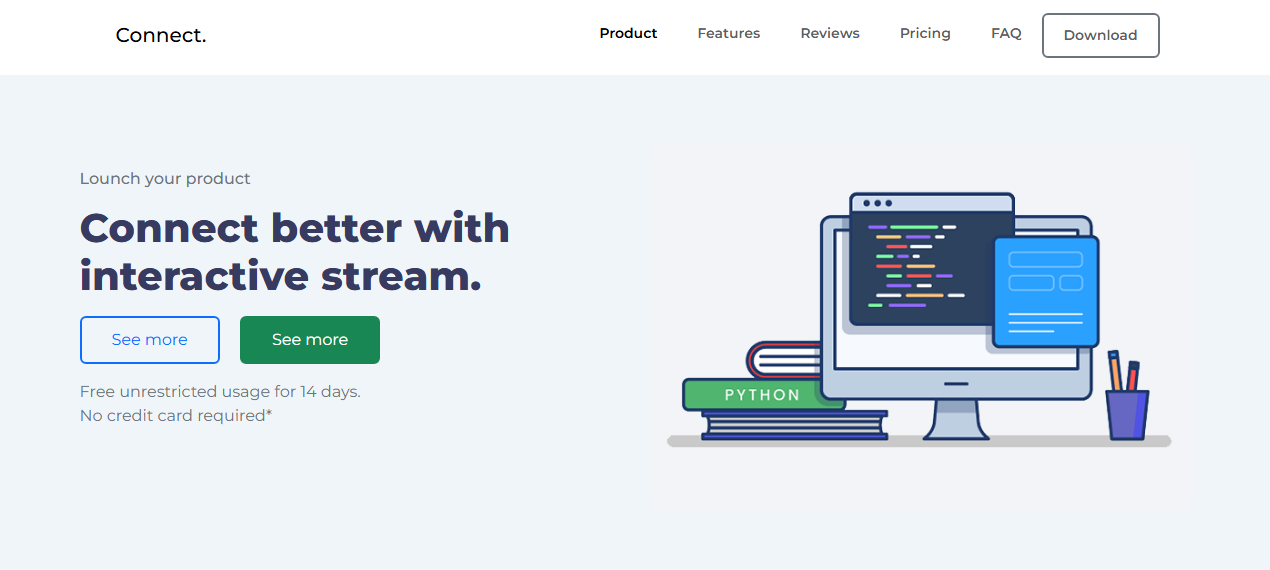 Connect.
Product Features Reviews Pricing FAQ Download
Lounch your product
Connect better with
interactive stream.
See more See more
Free unrestricted usage for 14 days.
No credit card required*
PYTHON